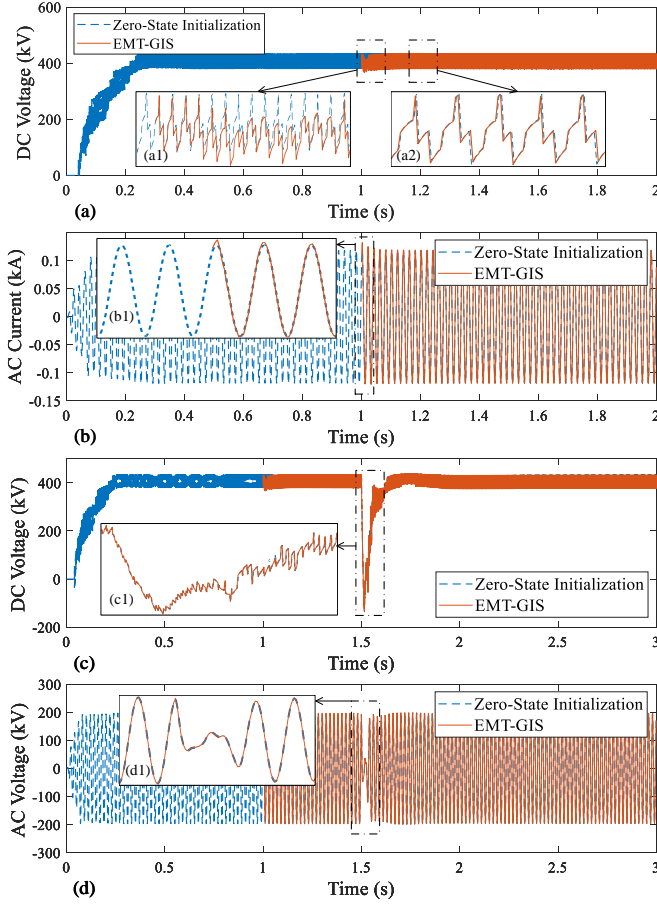 600
400
200
0
DC Voltage (kV)
Zero-State Initialization
EMT-GIS
(a1)
(a2)
0 0.2 0.4 0.6 0.8 1 1.2 1.4 1.6 1.8 2
Time (s)
(a)
0.1
0.05
0
-0.05
-0.1
-0.15
AC Current (kA)
Zero-State Initialization
EMT-GIS
(b1)
0 0.2 0.4 0.6 0.8 1 1.2 1.4 1.6 1.8 2
Time (s)
(b)
400
200
0
-200
DC Voltage (kV)
(c1)
Zero-State Initialization
EMT-GIS
0 0.5 1 1.5 2 2.5 3
Time (s)
(c)
300
200
100
0
-100
-200
-300
AC Voltage (kV)
Zero-State Initialization
EMT-GIS
(d1)
0 0.5 1 1.5 2 2.5 3
Time (s)
(d)